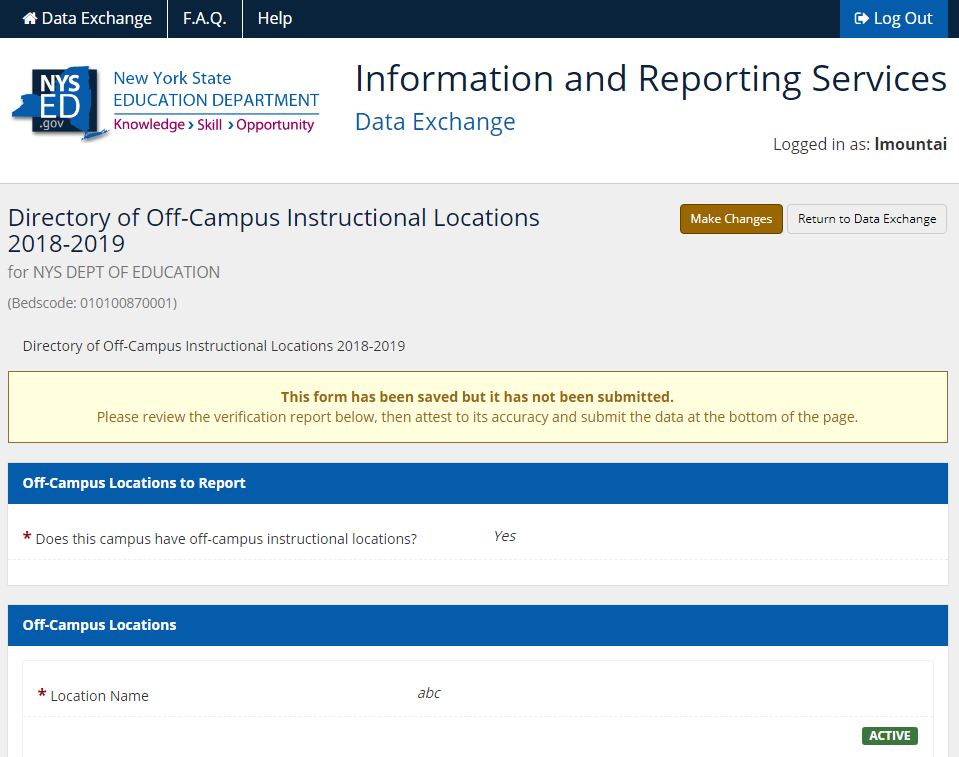 Data Exchange F.A.Q. Help Log Out
NYS
ED
.gov
New York State
EDUCATION DEPARTMENT
Knowledge › Skill › Opportunity
Information and Reporting Services
Data Exchange
Logged in as: lmountai
Directory of Off-Campus Instructional Locations
2018-2019
for NYS DEPT OF EDUCATION
(Bedscode: 010100870001)
Make Changes Return to Data Exchange
Directory of Off-Campus Instructional Locations 2018-2019
This form has been saved but it has not been submitted.
Please review the verification report below, then attest to its accuracy and submit the data at the bottom of the page.
Off-Campus Locations to Report
* Does this campus have off-campus instructional locations? Yes
Off-Campus Locations
* Location Name abc
ACTIVE